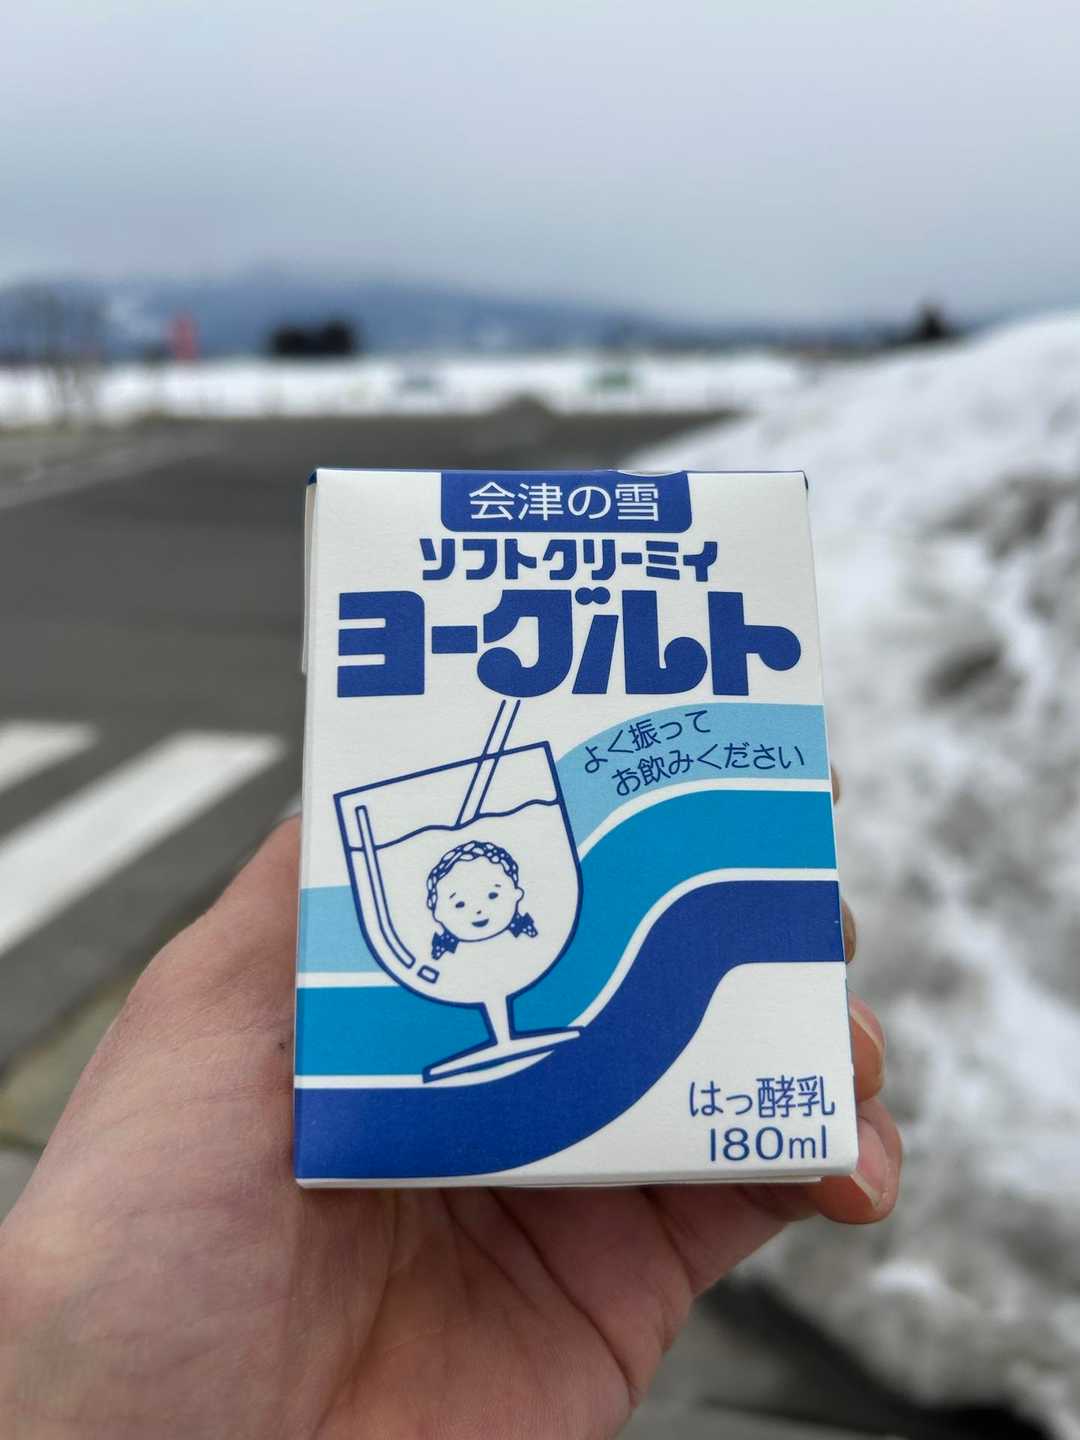 会津の雪
ソフトクリーミィ
ヨーグルト
よく振って
お飲みください
はっ酵乳
180ml